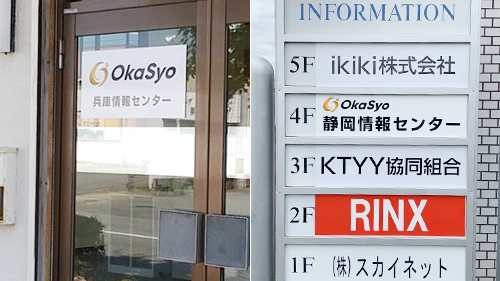 OkaSyo
兵庫情報センター
INFORMATION
5F ikiki株式会社
4F OkaSyo
静岡情報センター
3F KTYY協同組合
2F RINX
1F (株)スカイネット